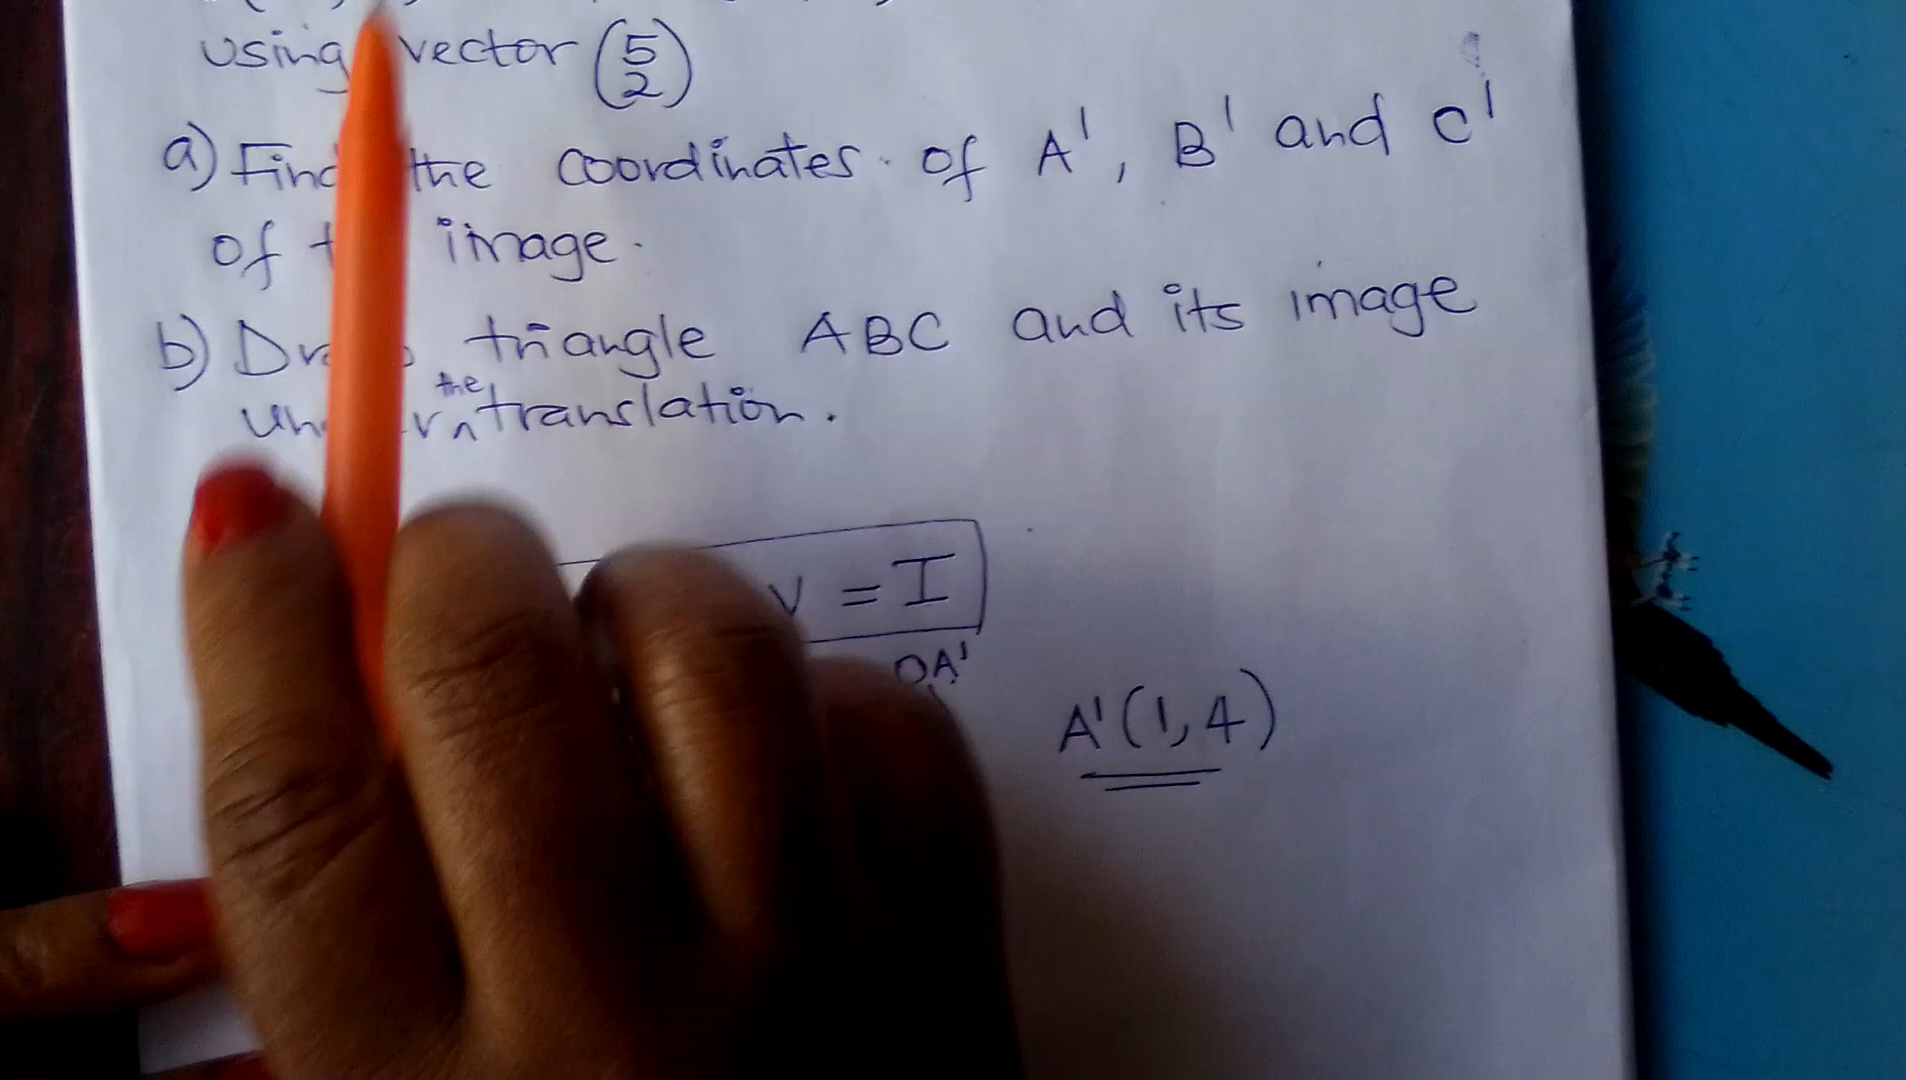 using vector (5
2)
a) Find the coordinates of A', B' and C'
of image.
b) triangle ABC and its image
the
translation.
V = I
OA'
A'(1,4)